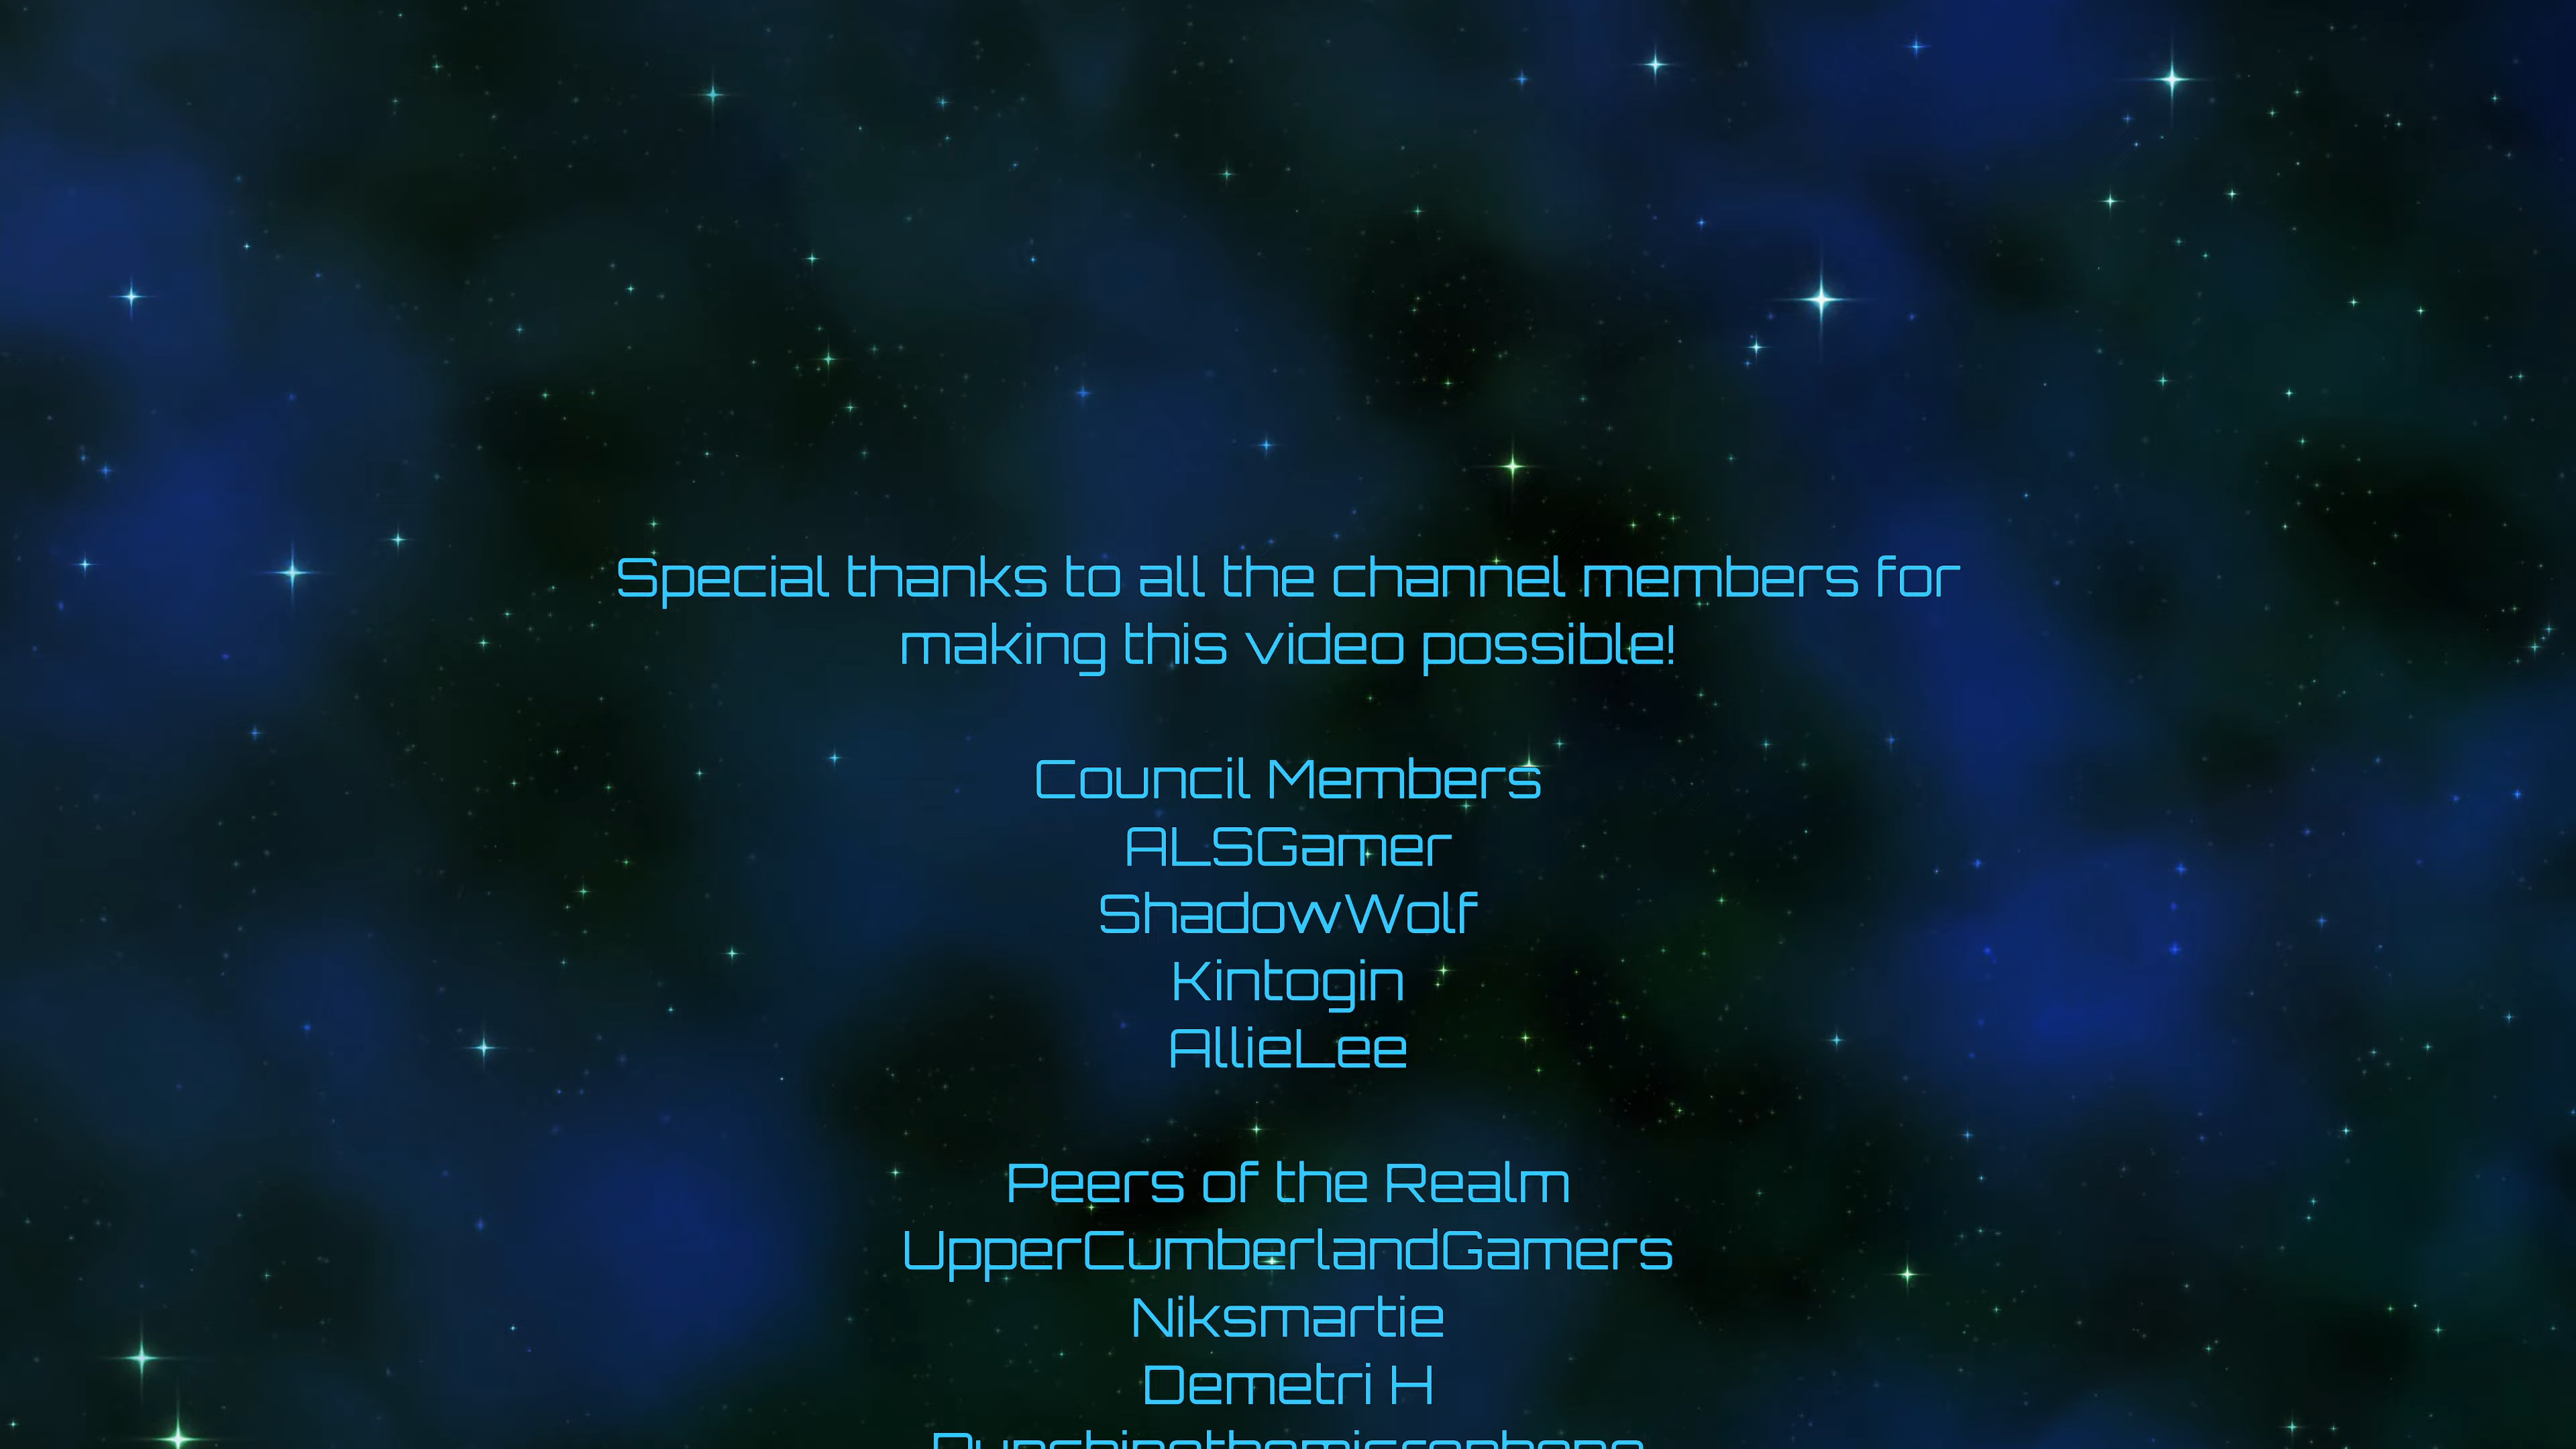 Special thanks to all the channel members for
making this video possible!
Council Members
ALSGamer
ShadowWolf
Kintogin
AllieLee
Peers of the Realm
UpperCumberlandGamers
Niksmartie
Demetri H